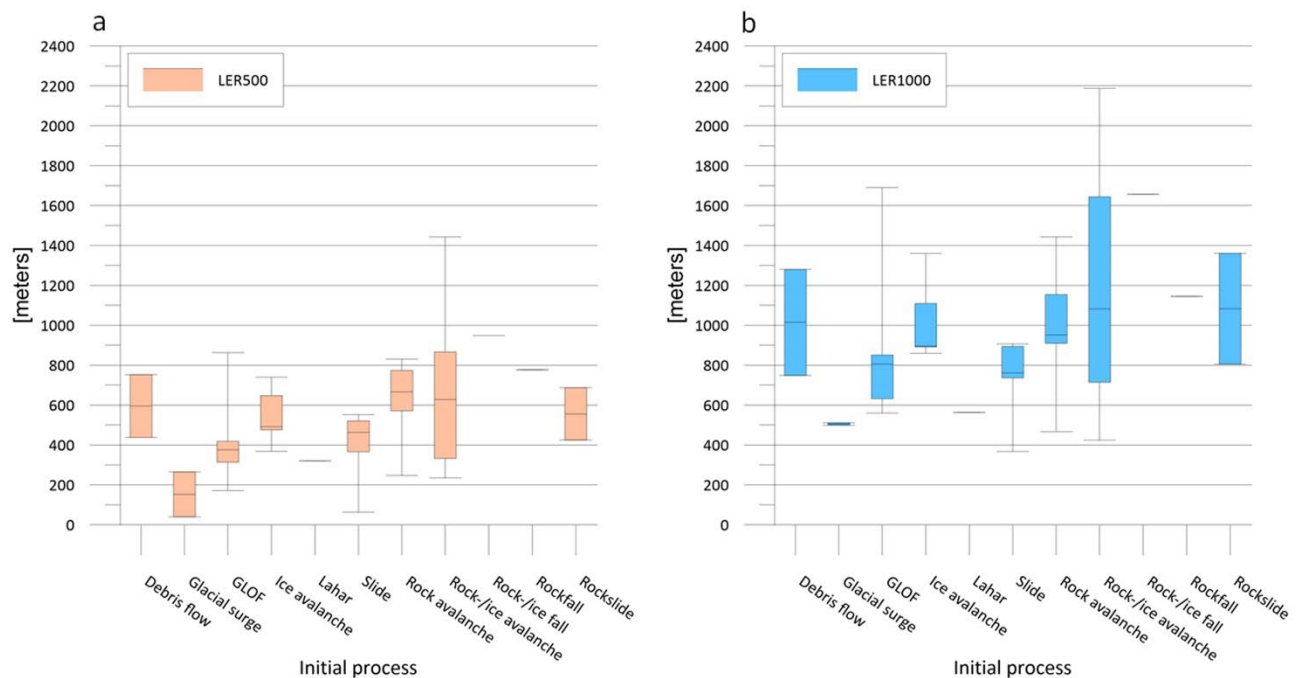 a
2400
2200
2000
1800
1600
1400
1200
1000
800
600
400
200
0
[meters]
LER500
Debris flow
Glacial surge
GLOF
Ice avalanche
Lahar
Slide
Rock avalanche
Rock-/ice avalanche
Rock-/ice fall
Rockfall
Rockslide
Initial process
b
2400
2200
2000
1800
1600
1400
1200
1000
800
600
400
200
0
[meters]
LER1000
Debris flow
Glacial surge
GLOF
Ice avalanche
Lahar
Slide
Rock avalanche
Rock-/ice avalanche
Rock-/ice fall
Rockfall
Rockslide
Initial process